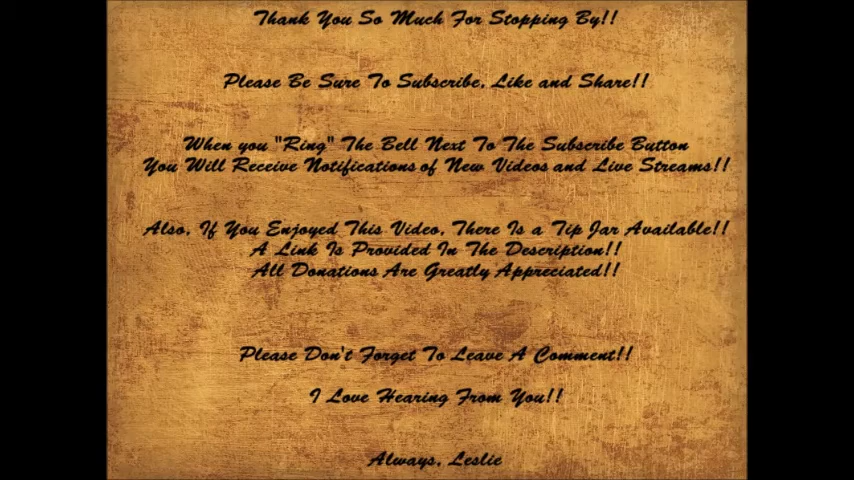 Thank You So Much For Stopping By!!
Please Be Sure To Subscribe, Like and Share!!
When you "Ring" The Bell Next To The Subscribe Button
You Will Receive Notifications of New Videos and Live Streams!!
Also, If You Enjoyed This Video, There Is a Tip Jar Available!!
A Link Is Provided In The Description!!
All Donations Are Greatly Appreciated!!
Please Don't Forget To Leave A Comment!!
I Love Hearing From You!!
Always, Leslie